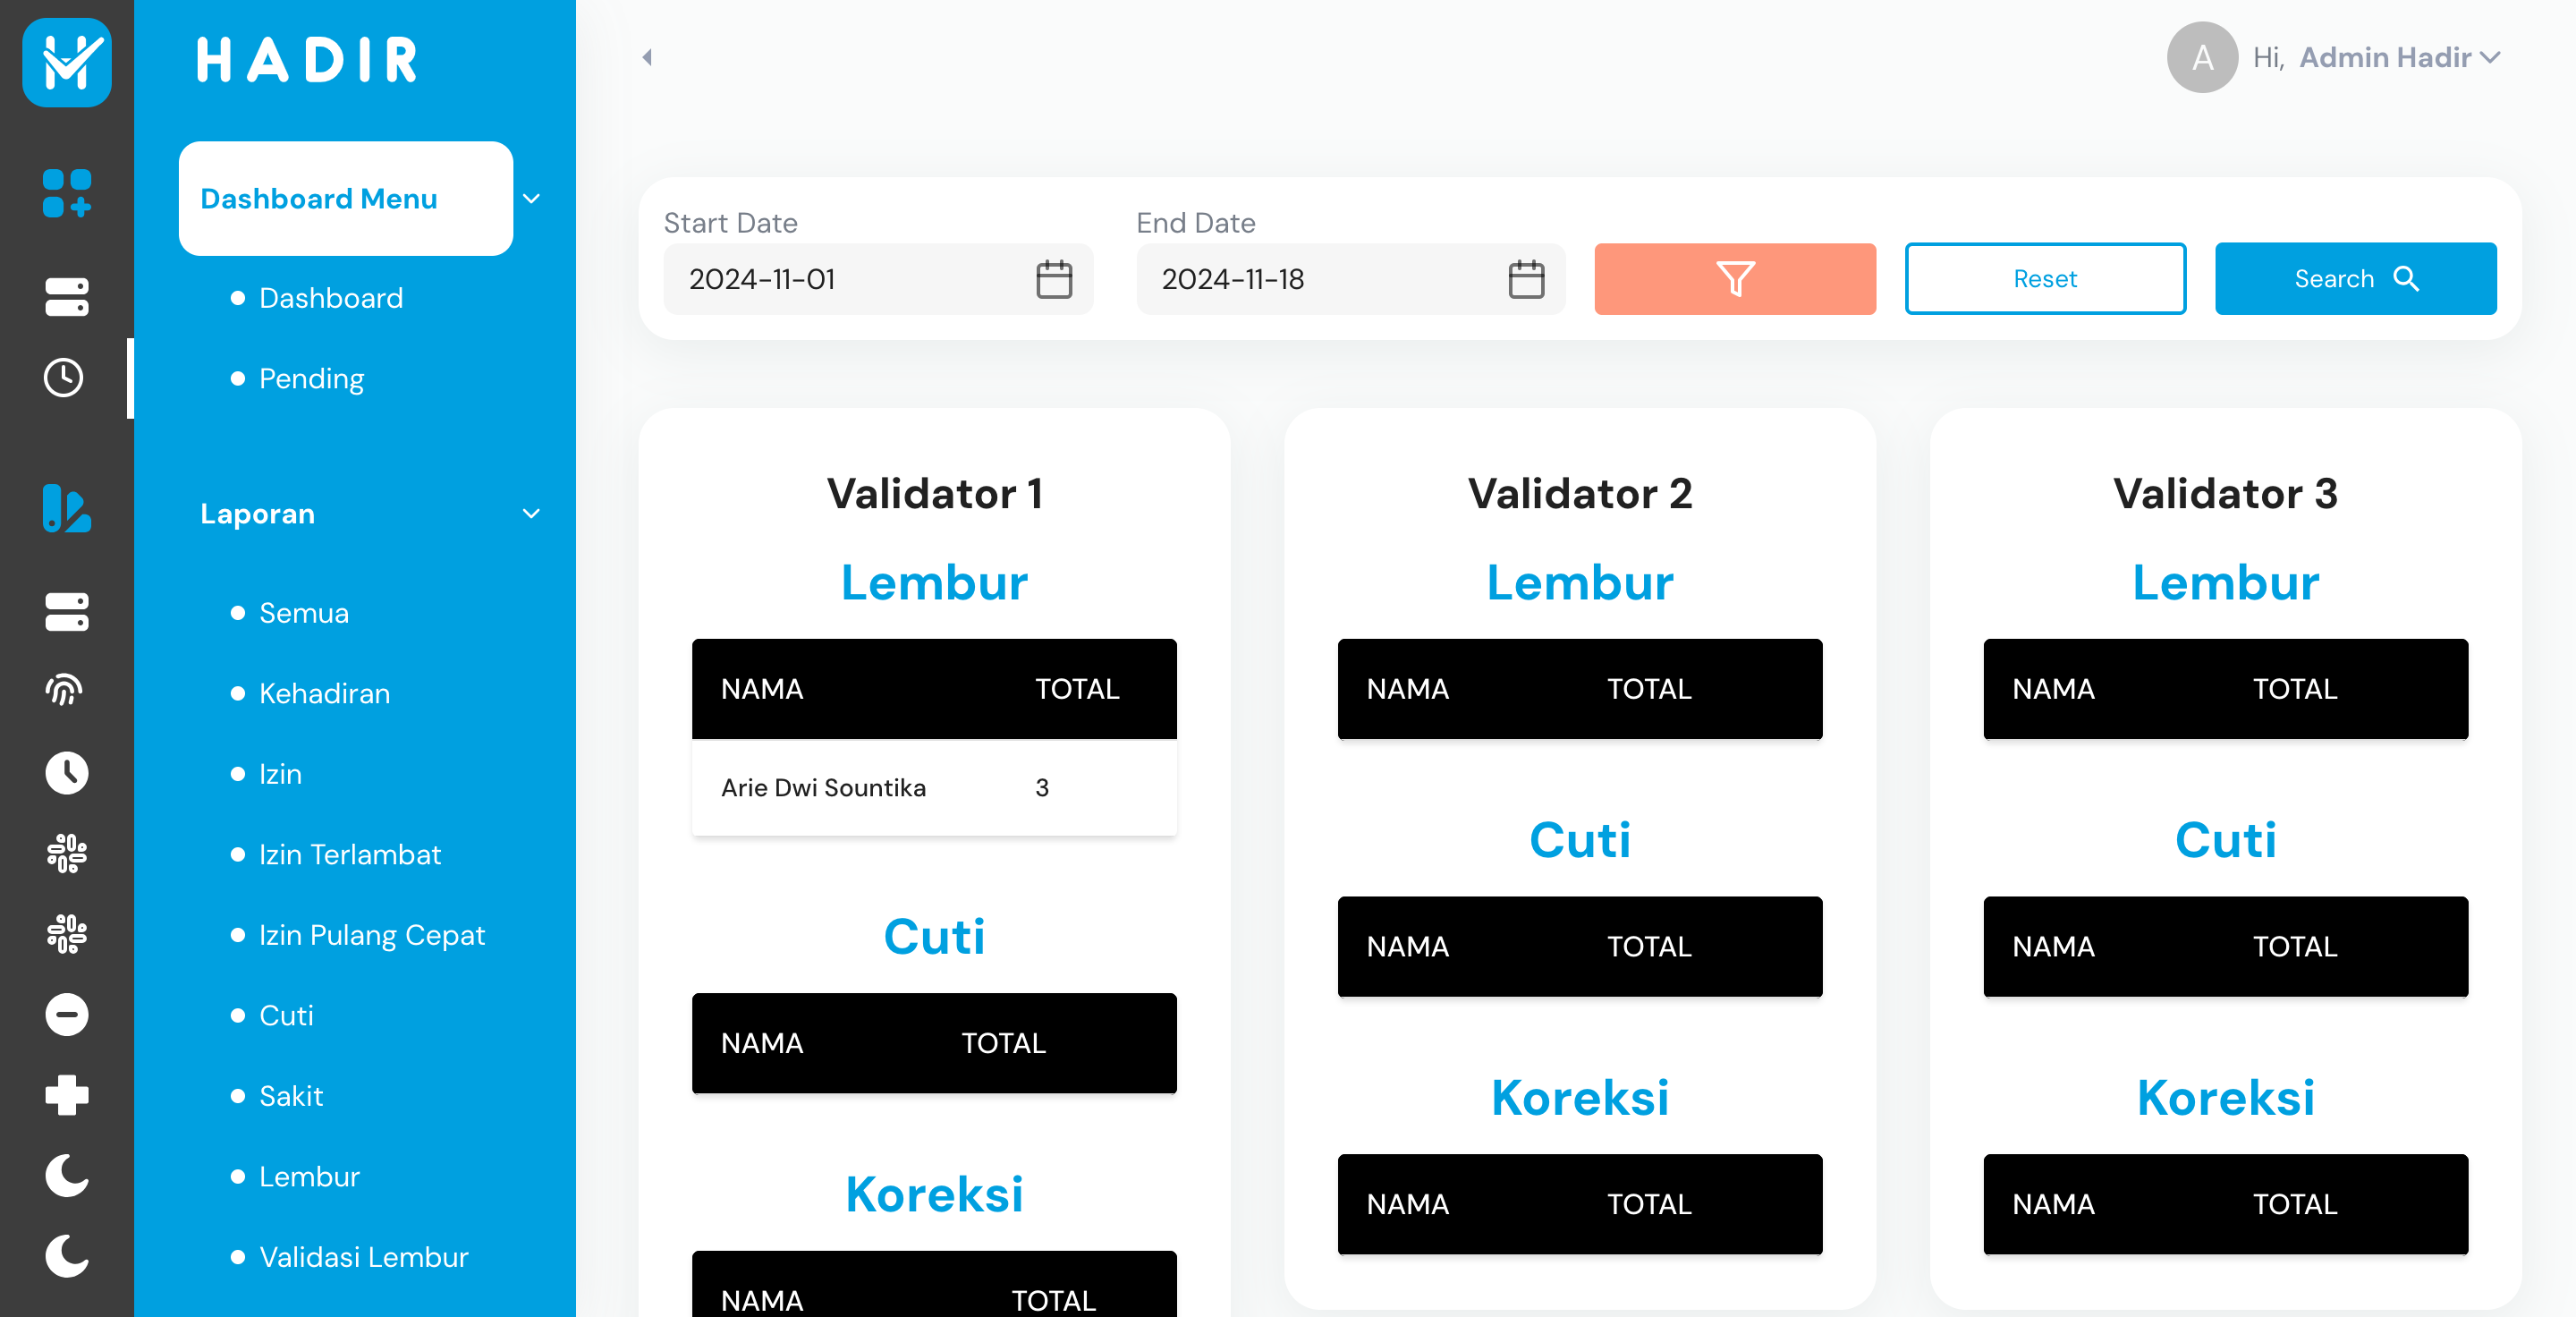 HADIR
Dashboard Menu
Dashboard
Pending
Laporan
Semua
Kehadiran
Izin
Izin Terlambat
Izin Pulang Cepat
Cuti
Sakit
Lembur
Validasi Lembur
A Hi, Admin Hadir
Start Date End Date
2024-11-01 2024-11-18 Reset Search
Validator 1
Lembur
NAMA TOTAL
Arie Dwi Sountika 3
Cuti
NAMA TOTAL
Koreksi
NAMA TOTAL
Validator 2
Lembur
NAMA TOTAL
Cuti
NAMA TOTAL
Koreksi
NAMA TOTAL
Validator 3
Lembur
NAMA TOTAL
Cuti
NAMA TOTAL
Koreksi
NAMA TOTAL